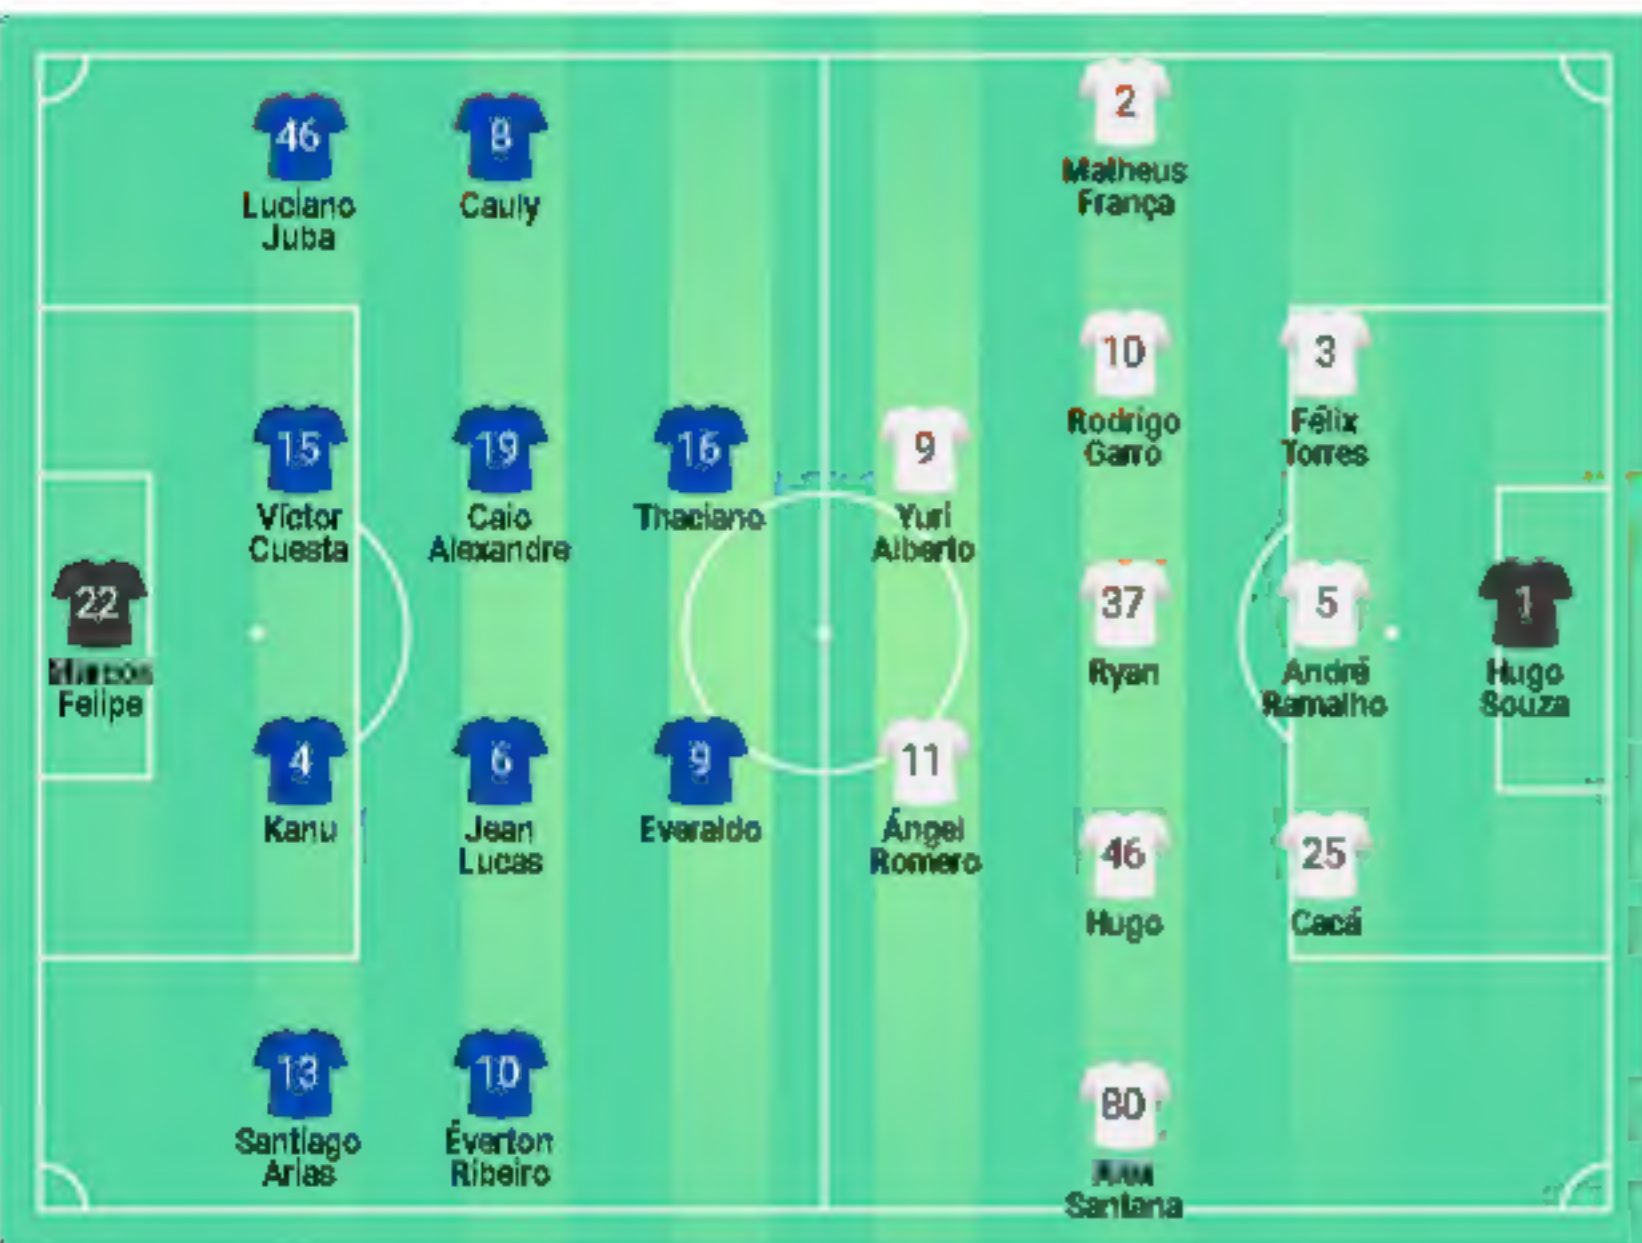 46
Luciano
Juba
8
Cauly
2
Matheus
França
15
Víctor
Cuesta
19
Caio
Alexandre
16
Thaciano
9
Yuri
Alberto
10
Rodrigo
Garro
3
Félix
Torres
22
Felipe
37
Ryan
5
André
Ramalho
1
Hugo
Souza
4
Kanu
6
Jean
Lucas
9
Everaldo
11
Ángel
Romero
46
Hugo
25
Cacá
13
Santiago
Arias
10
Éverton
Ribeiro
80
Santana